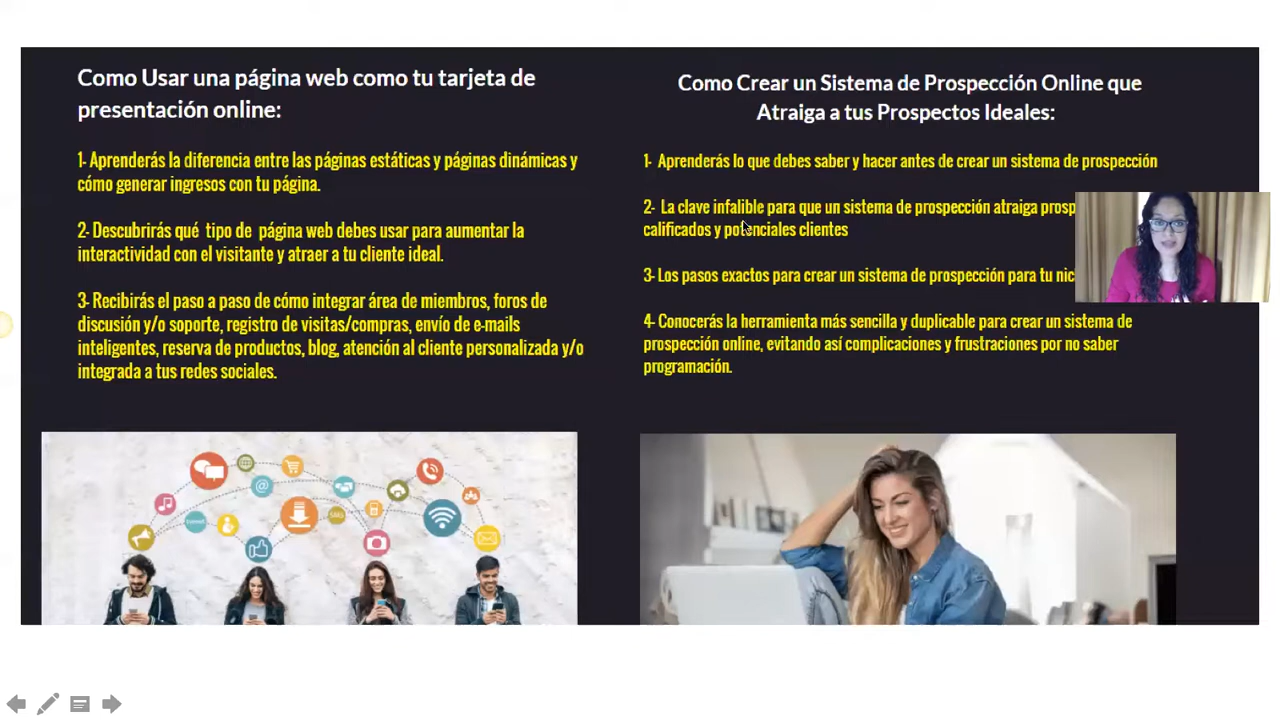 Como Usar una página web como tu tarjeta de
presentación online:
1- Aprenderás la diferencia entre las páginas estáticas y páginas dinámicas y
cómo generar ingresos con tu página.
2- Descubrirás qué tipo de página web debes usar para aumentar la
interactividad con el visitante y atraer a tu cliente ideal.
3- Recibirás el paso a paso de cómo integrar área de miembros, foros de
discusión y/o soporte, registro de visitas/compras, envío de e-mails
inteligentes, reserva de productos, blog, atención al cliente personalizada y/o
integrada a tus redes sociales.
Como Crear un Sistema de Prospección Online que
Atraiga a tus Prospectos Ideales:
1- Aprenderás lo que debes saber y hacer antes de crear un sistema de prospección
2- La clave infalible para que un sistema de prospección atraiga
calificados y potenciales clientes
3- Los pasos exactos para crear un sistema de prospección para tu
4- Conocerás la herramienta más sencilla y duplicable para crear un sistema de
prospección online, evitando así complicaciones y frustraciones por no saber
programación.
SMS